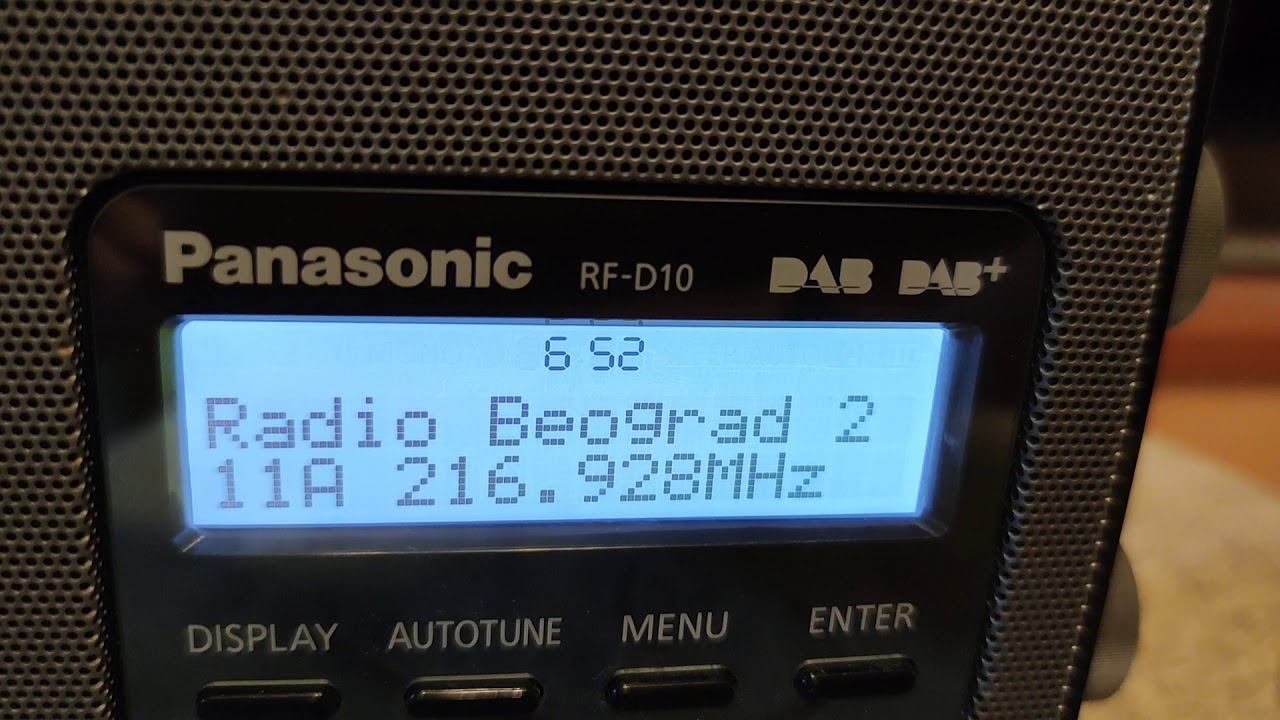 Panasonic RF-D10 DAB DAB+
6 52
Radio Beograd 2
11A 216.928MHz
DISPLAY AUTOTUNE MENU ENTER